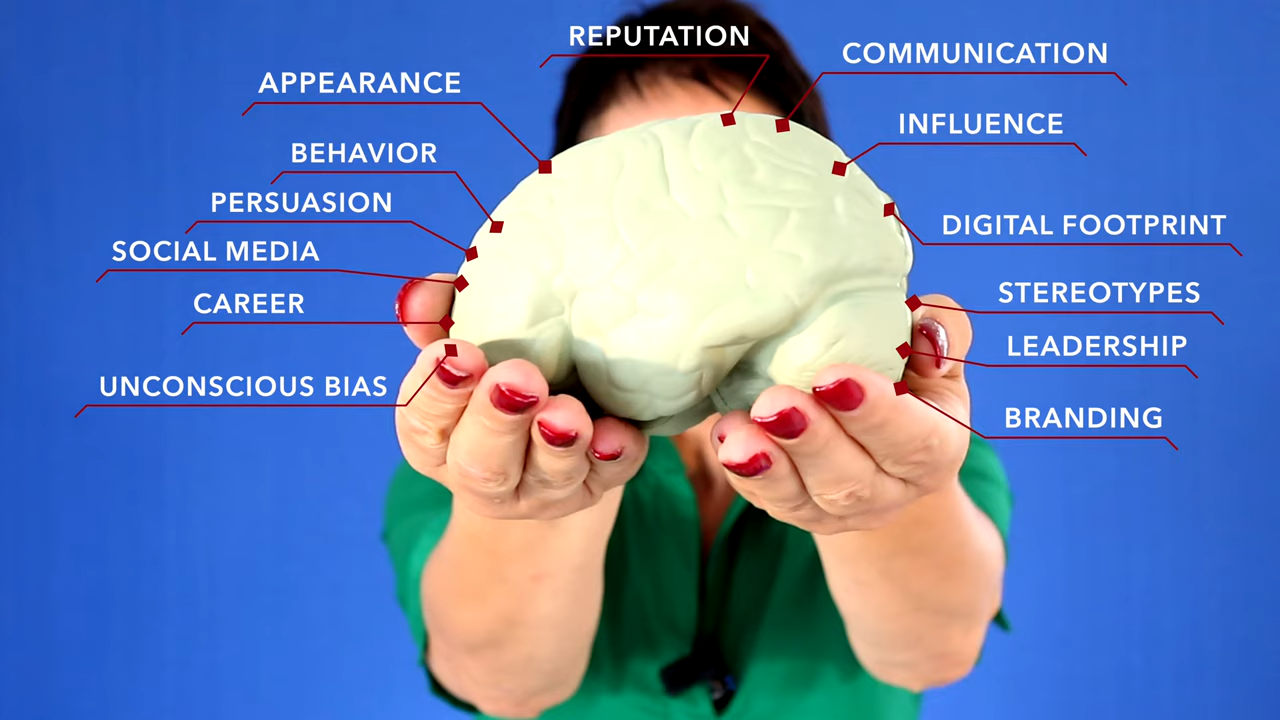 REPUTATION
COMMUNICATION
APPEARANCE
INFLUENCE
BEHAVIOR
PERSUASION
DIGITAL FOOTPRINT
SOCIAL MEDIA
STEREOTYPES
CAREER
LEADERSHIP
UNCONSCIOUS BIAS
BRANDING